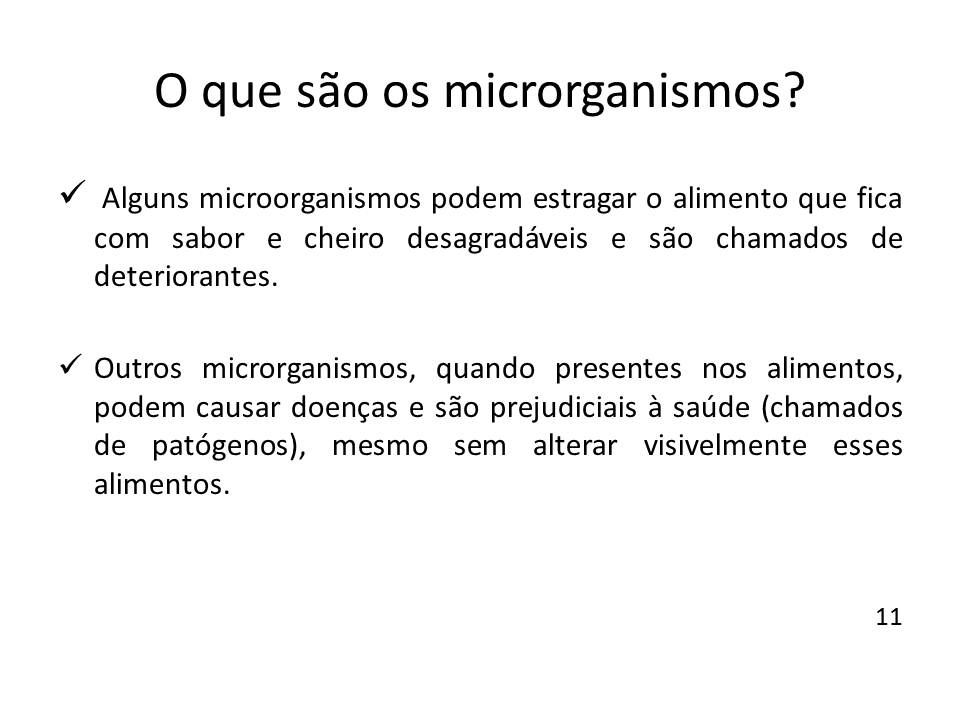 O que são os microrganismos?
✓ Alguns microorganismos podem estragar o alimento que fica
com sabor e cheiro desagradáveis e são chamados de
deteriorantes.
✓ Outros microrganismos, quando presentes nos alimentos,
podem causar doenças e são prejudiciais à saúde (chamados
de patógenos), mesmo sem alterar visivelmente esses
alimentos.
11